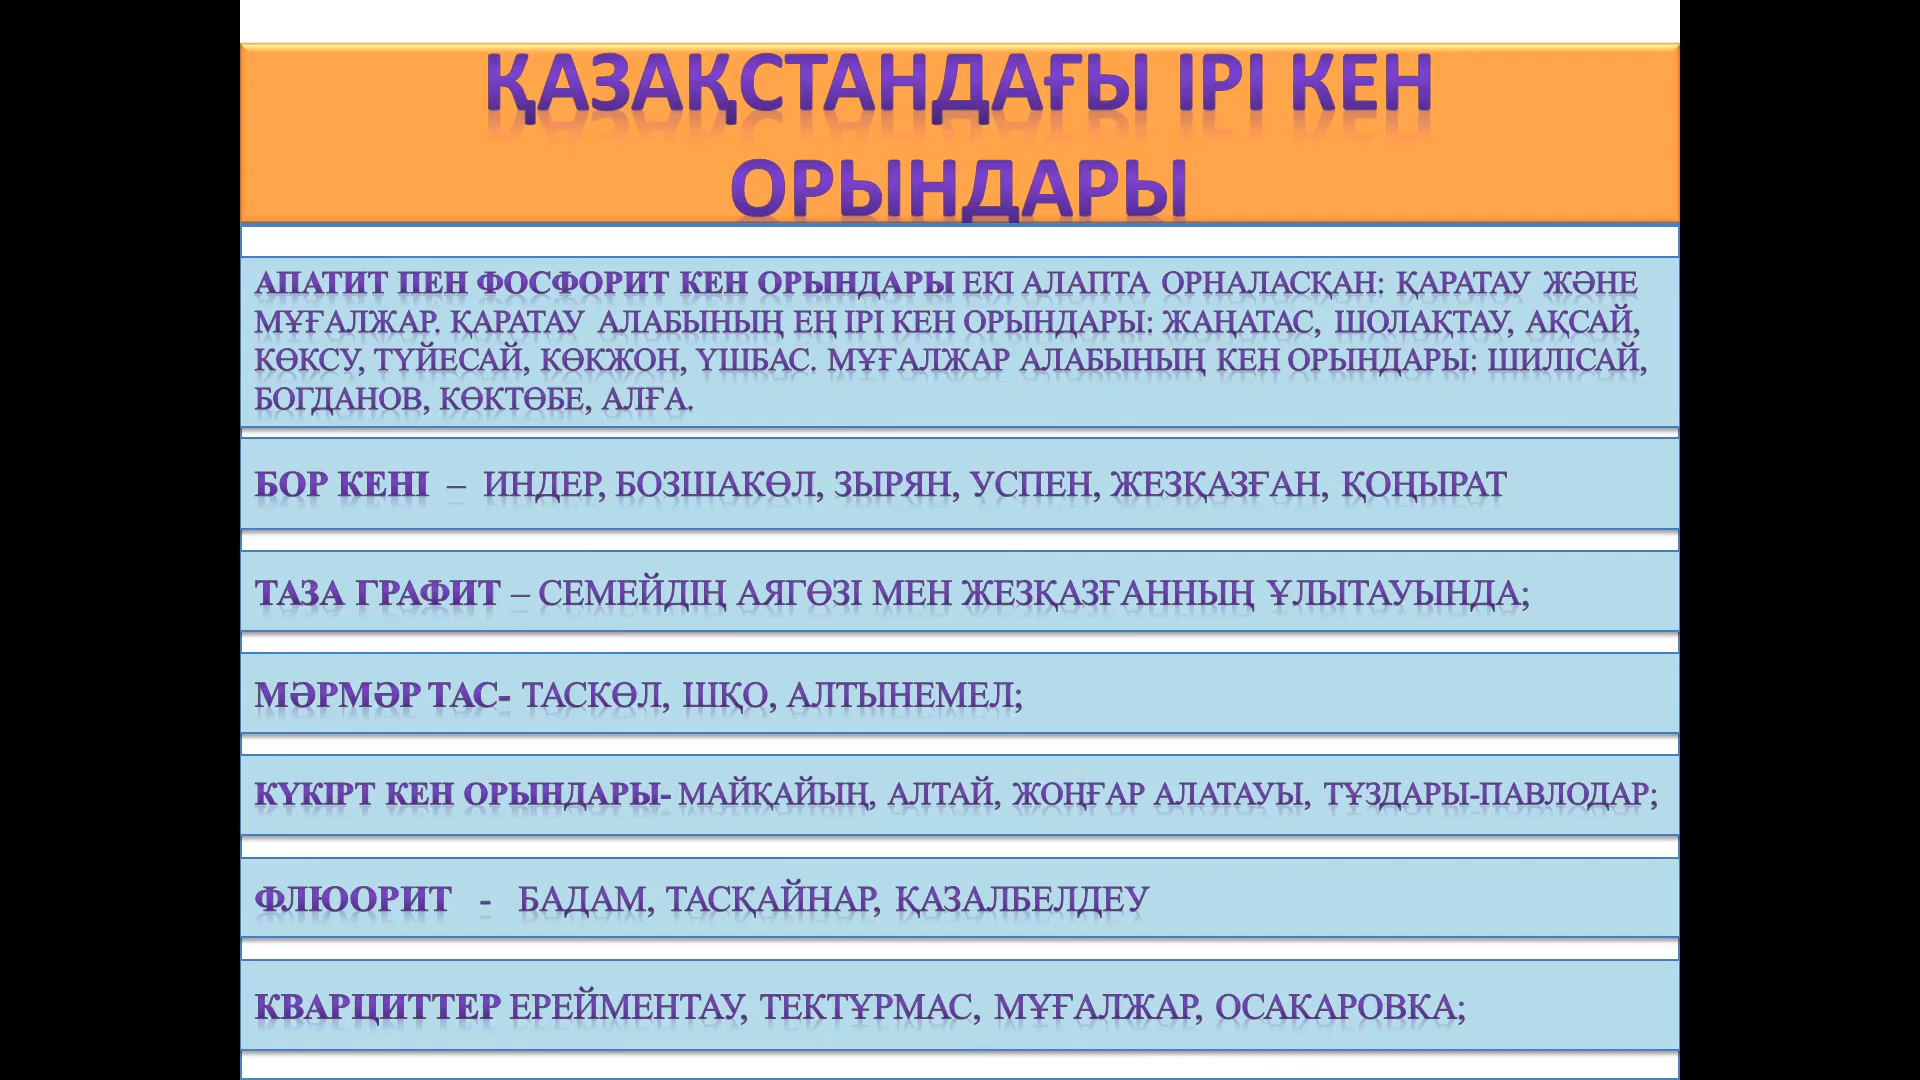 ҚАЗАҚСТАНДАҒЫ ІРІ КЕН
ОРЫНДАРЫ
АПАТИТ ПЕН ФОСФОРИТ КЕН ОРЫНДАРЫ ЕКІ АЛАПТА ОРНАЛАСҚАН: ҚАРАТАУ ЖӘНЕ
МҰҒАЛЖАР. ҚАРАТАУ АЛАБЫНЫҢ ЕҢ ІРІ КЕН ОРЫНДАРЫ: ЖАҢАТАС, ШОЛАҚТАУ, АҚСАЙ,
КӨКСУ, ТҮЙЕСАЙ, КӨКЖОН, ҮШБАС. МҰҒАЛЖАР АЛАБЫНЫҢ КЕН ОРЫНДАРЫ: ШИЛІСАЙ,
БОГДАНОВ, КӨКТӨБЕ, АЛҒА.
БОР КЕНІ – ИНДЕР, БОЗШАКӨЛ, ЗЫРЯН, УСПЕН, ЖЕЗҚАЗҒАН, ҚОҢЫРАТ
ТАЗА ГРАФИТ – СЕМЕЙДІҢ АЯГӨЗІ МЕН ЖЕЗҚАЗҒАННЫҢ ҰЛЫТАУЫНДА;
МӘРМӘР ТАС- ТАСКӨЛ, ШҚО, АЛТЫНЕМЕЛ;
КҮКІРТ КЕН ОРЫНДАРЫ- МАЙҚАЙЫҢ, АЛТАЙ, ЖОҢҒАР АЛАТАУЫ, ТҰЗДАРЫ-ПАВЛОДАР;
ФЛЮОРИТ - БАДАМ, ТАСҚАЙНАР, ҚАЗАЛБЕЛДЕУ
КВАРЦИТТЕР ЕРЕЙМЕНТАУ, ТЕКТҰРМАС, МҰҒАЛЖАР, ОСАКАРОВКА;